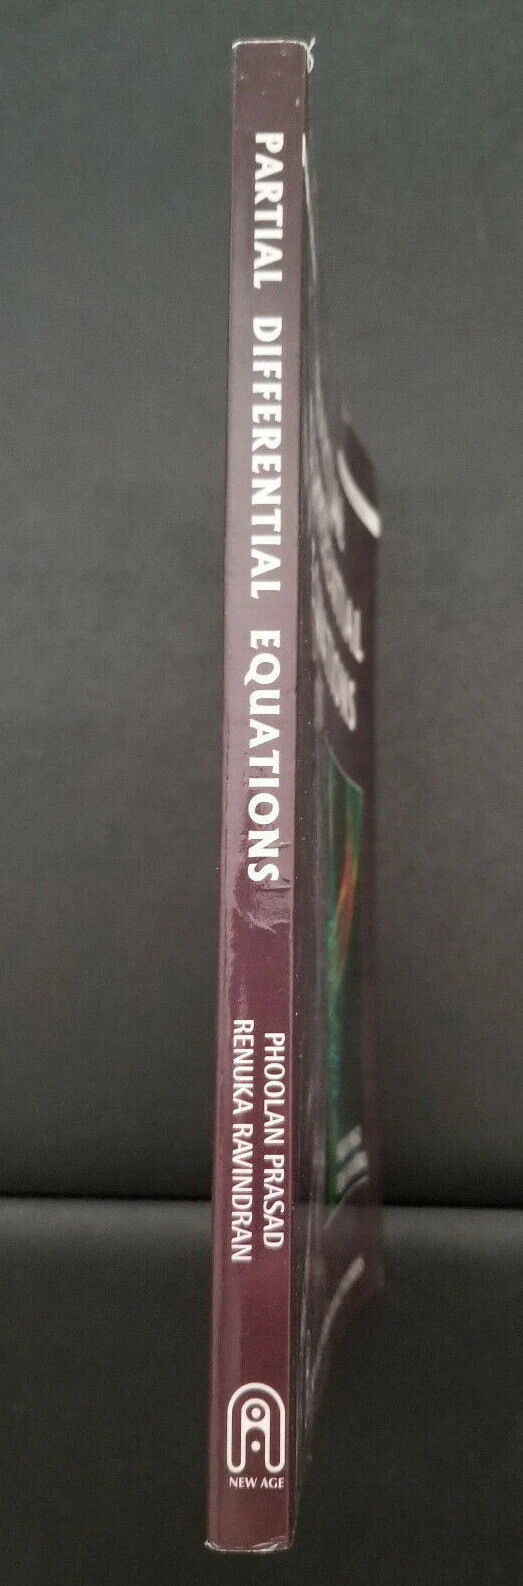 PARTIAL DIFFERENTIAL EQUATIONS
PHOOLAN PRASAD
RENUKA RAVINDRAN
NEW AGE